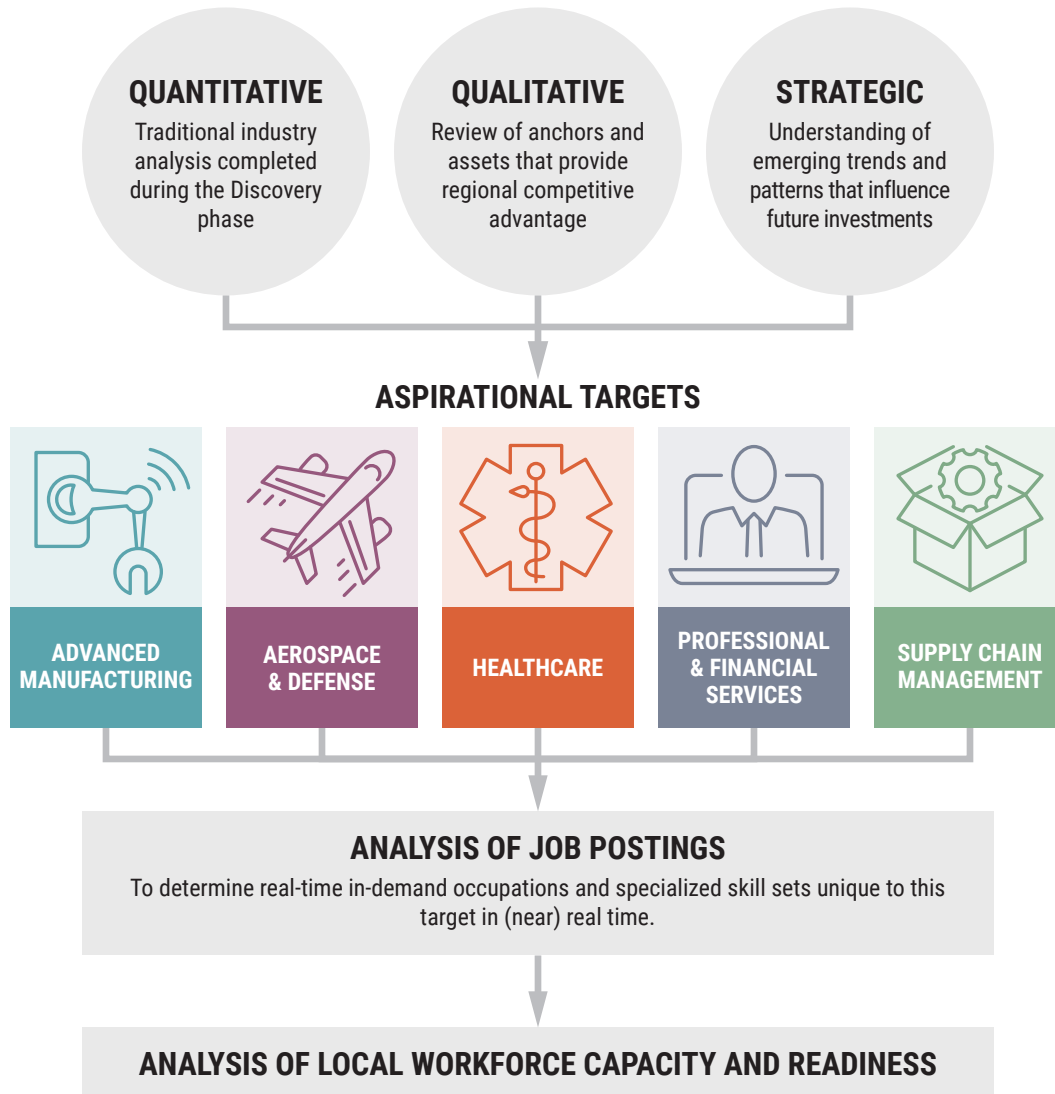 QUANTITATIVE
Traditional industry
analysis completed
during the Discovery
phase
QUALITATIVE
Review of anchors and
assets that provide
regional competitive
advantage
STRATEGIC
Understanding of
emerging trends and
patterns that influence
future investments
ASPIRATIONAL TARGETS
ADVANCED
MANUFACTURING
AEROSPACE
& DEFENSE
HEALTHCARE
PROFESSIONAL
& FINANCIAL
SERVICES
SUPPLY CHAIN
MANAGEMENT
ANALYSIS OF JOB POSTINGS
To determine real-time in-demand occupations and specialized skill sets unique to this
target in (near) real time.
ANALYSIS OF LOCAL WORKFORCE CAPACITY AND READINESS